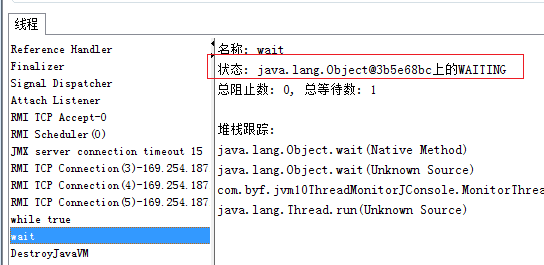 线程
Reference Handler
Finalizer
Signal Dispatcher
Attach Listener
RMI TCP Accept-0
RMI Scheduler(0)
JMX server connection timeout 15
RMI TCP Connection(3)-169.254.187
RMI TCP Connection(4)-169.254.187
RMI TCP Connection(5)-169.254.187
while true
wait
DestroyJavaVM
名称: wait
状态: java.lang.Object@3b5e68bc上的WAITING
总阻止数: 0, 总等待数: 1
堆栈跟踪:
java.lang.Object.wait(Native Method)
java.lang.Object.wait(Unknown Source)
com.byf.jvm10ThreadMonitorJConsole.MonitorThrea
java.lang.Thread.run(Unknown Source)